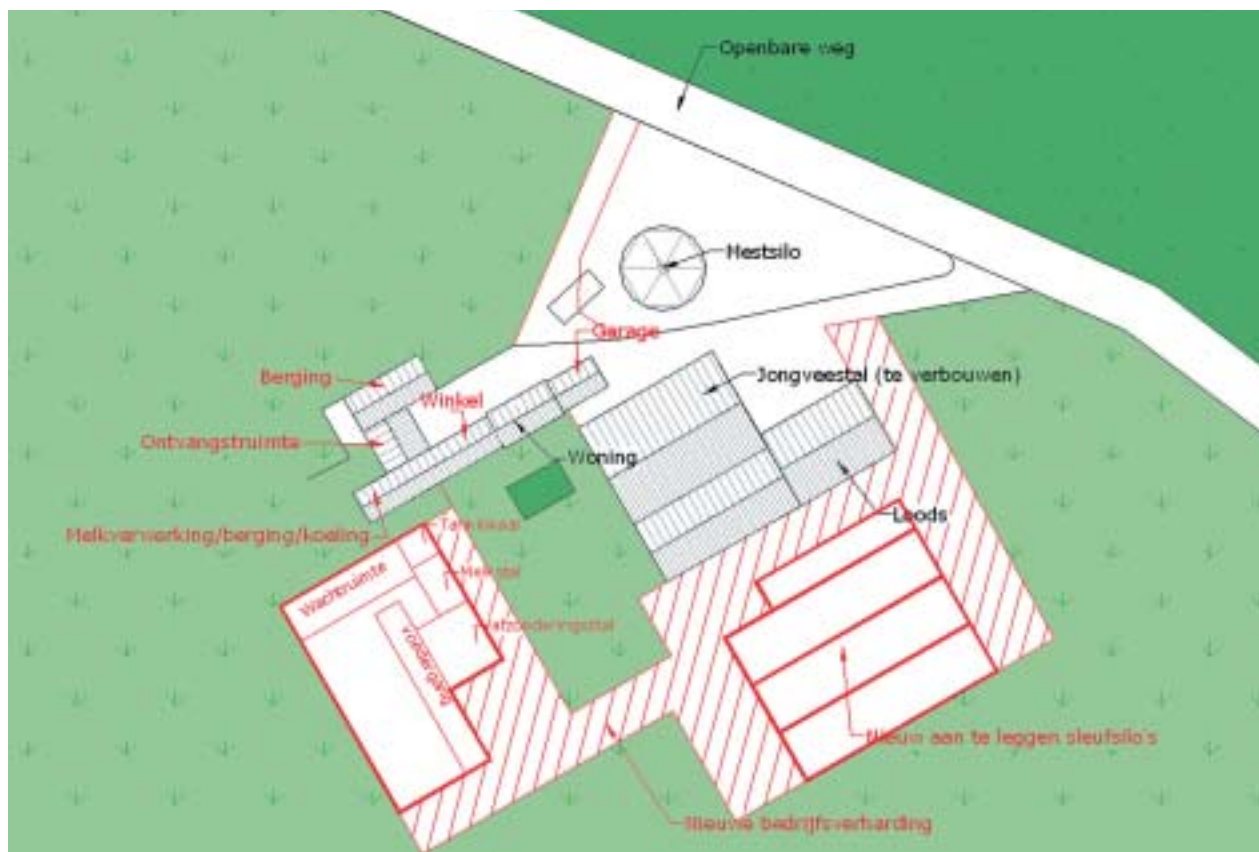 Openbare weg
Mestsilo
Garage
Berging
Jongveestal (te verbouwen)
Winkel
Ontvangstruimte
Woning
Loods
Melkverwerking/berging/koeling
Tanklokaal
Melkstal
Wachtruimte
Afzonderingsstal
Voedergang
Nieuw aan te leggen sleufsilo's
Nieuwe bedrijfsverharding